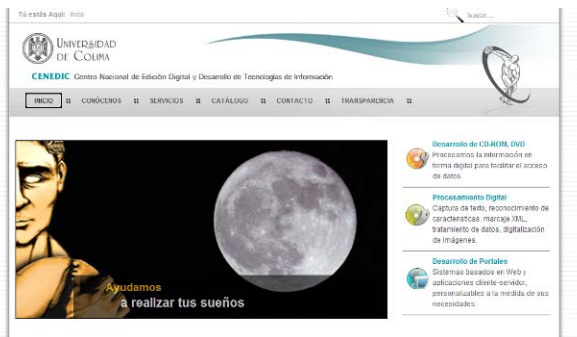 Tú estás Aquí: Inicio
buscar...
UNIVERSIDAD
DE COLIMA
CENEDIC Centro Nacional de Edición Digital y Desarrollo de Tecnologías de Información
INICIO
CONÓCENOS
SERVICIOS
CATÁLOGO
CONTACTO
TRANSPARENCIA
Ayudamos
a realizar tus sueños
Desarrollo de CD-ROM, DVD
Procesamos la información en
forma digital para facilitar el acceso
de datos.
Procesamiento Digital
Captura de texto, reconocimiento de
características, marcaje XML,
tratamiento de datos, digitalización
de imágenes.
Desarrollo de Portales
Sistemas basados en Web y
aplicaciones cliente-servidor,
personalizables a la medida de sus
necesidades.